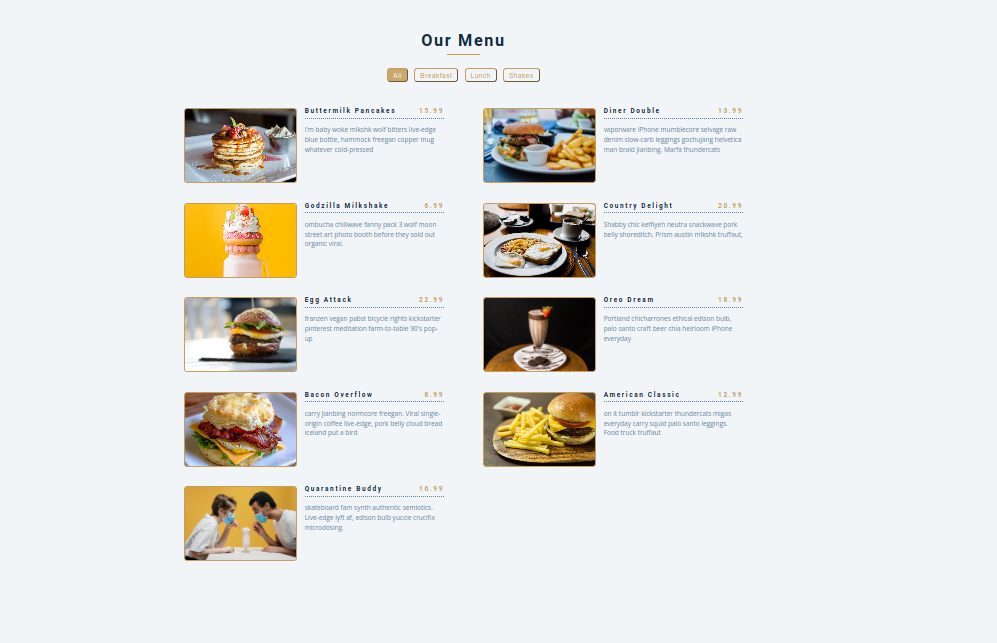 Our Menu
All Breakfast Lunch Shakes
Buttermilk Pancakes 15.99
I'm baby woke mlkshk wolf bitters live-edge
blue bottle, hammock freegan copper mug
whatever cold-pressed
Diner Double 13.99
vaporware iPhone mumblecore selvage raw
denim slow-carb leggings gochujang helvetica
man braid jianbing. Marfa thundercats
Godzilla Milkshake 6.99
ombucha chillwave fanny pack 3 wolf moon
street art photo booth before they sold out
organic viral.
Country Delight 20.99
Shabby chic keffiyeh neutra snackwave pork
belly shoreditch. Prism austin mlkshk truffaut,
Egg Attack 22.99
franzen vegan pabst bicycle rights kickstarter
pinterest meditation farm-to-table 90's pop-
up
Oreo Dream 18.99
Portland chicharrones ethical edison bulb,
palo santo craft beer chia heirloom iPhone
everyday
Bacon Overflow 8.99
carry jianbing normcore freegan. Viral single-
origin coffee live-edge, pork belly cloud bread
iceland put a bird
American Classic 12.99
on it tumblr kickstarter thundercats migas
everyday carry squid palo santo leggings.
Food truck truffaut
Quarantine Buddy 16.99
skateboard fam synth authentic semiotics.
Live-edge lyft af, edison bulb yuccie crucifix
microdosing.